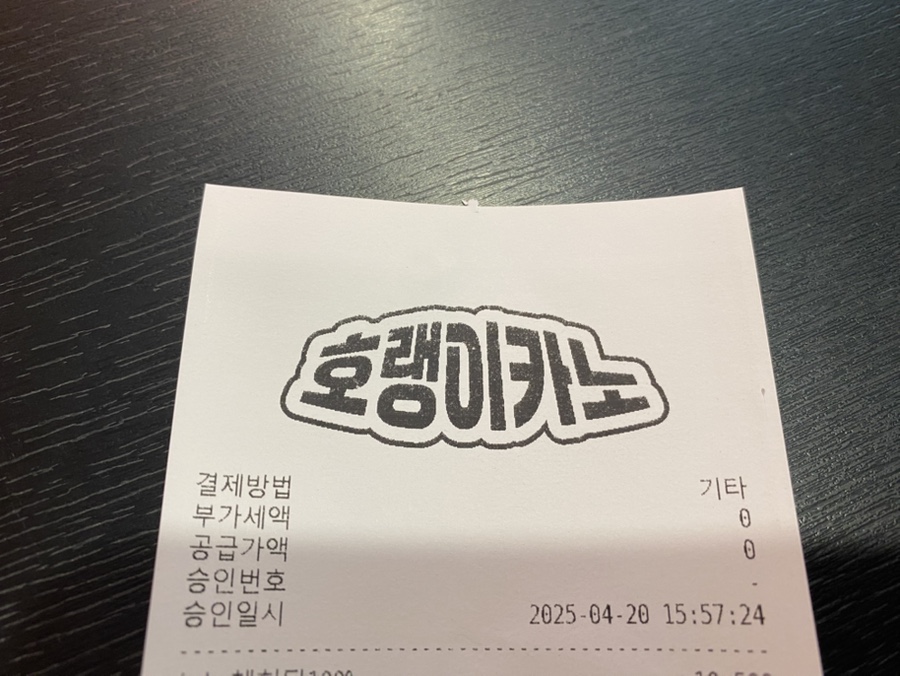 호랭이카노
결제방법 기타
부가세액 0
공급가액 0
승인번호 -
승인일시 2025-04-20 15:57:24